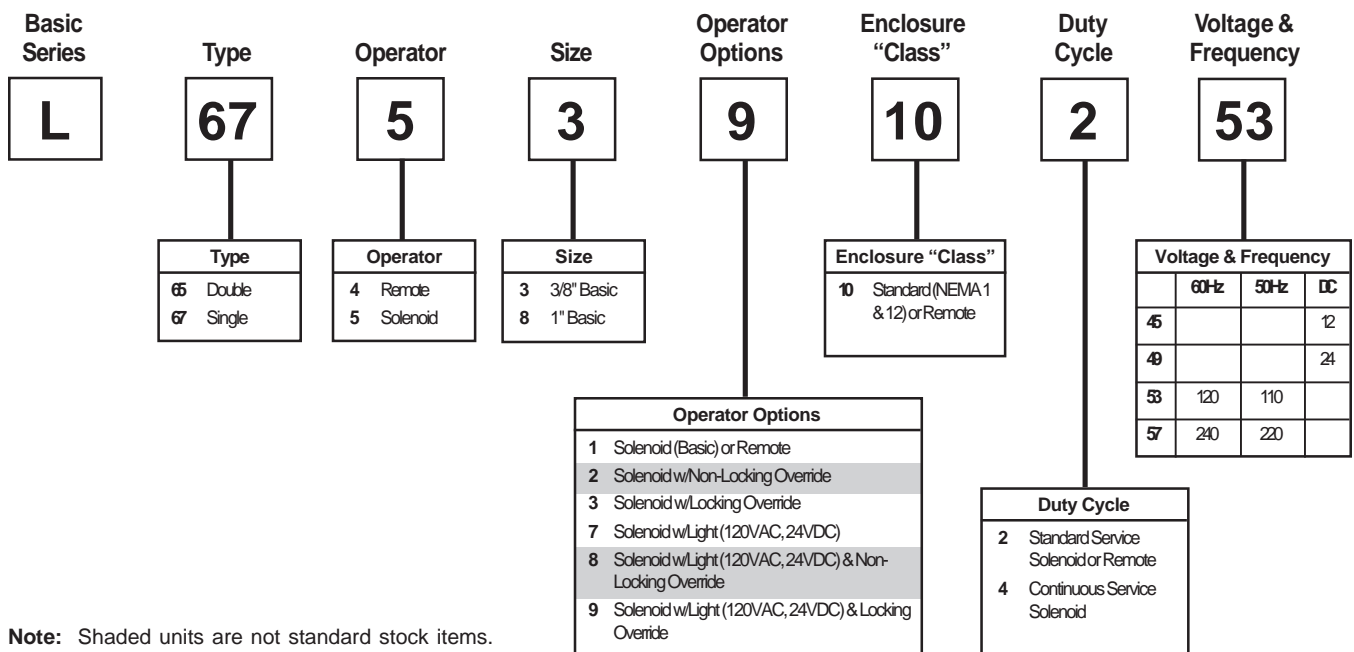 Basic Series
Type
Operator
Size
Operator Options
Enclosure “Class”
Duty Cycle
Voltage & Frequency
L
67
5
3
9
10
2
53
Type
65 Double
67 Single
Operator
4 Remote
5 Solenoid
Size
3 3/8" Basic
8 1" Basic
Enclosure “Class”
10 Standard (NEMA 1
& 12) or Remote
Voltage & Frequency
60Hz 50Hz DC
45 12
49 24
53 120 110
57 240 220
Operator Options
1 Solenoid (Basic) or Remote
2 Solenoid w/Non-Locking Override
3 Solenoid w/Locking Override
7 Solenoid w/Light (120VAC, 24VDC)
8 Solenoid w/Light (120VAC, 24VDC) & Non-
Locking Override
9 Solenoid w/Light (120VAC, 24VDC) & Locking
Override
Duty Cycle
2 Standard Service
Solenoid or Remote
4 Continuous Service
Solenoid
Note: Shaded units are not standard stock items.